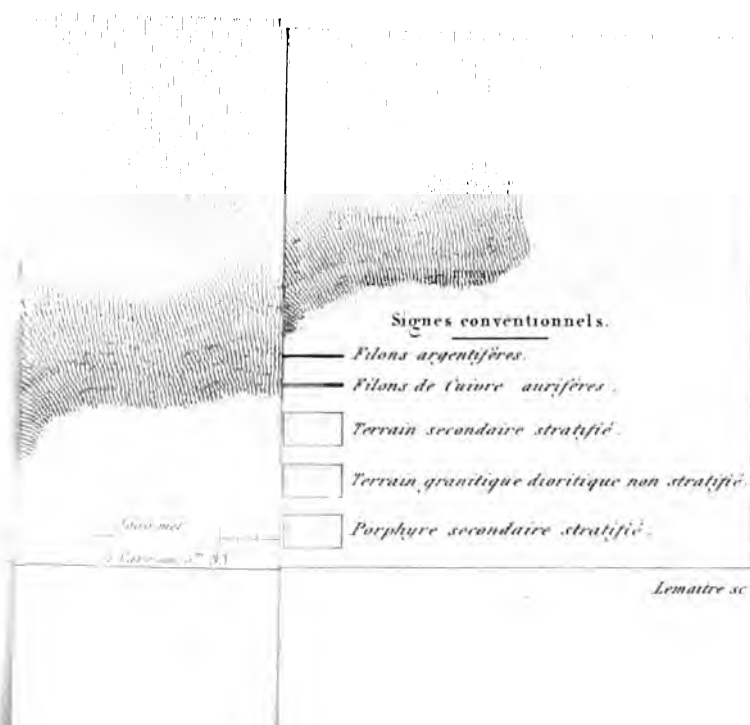 Signes conventionnels.
Filons argentifères.
Filons de Cuivre aurifères.
Terrain secondaire stratifié.
Terrain granitique dioritique non stratifié.
Porphyre secondaire stratifié.
Lemaitre sc